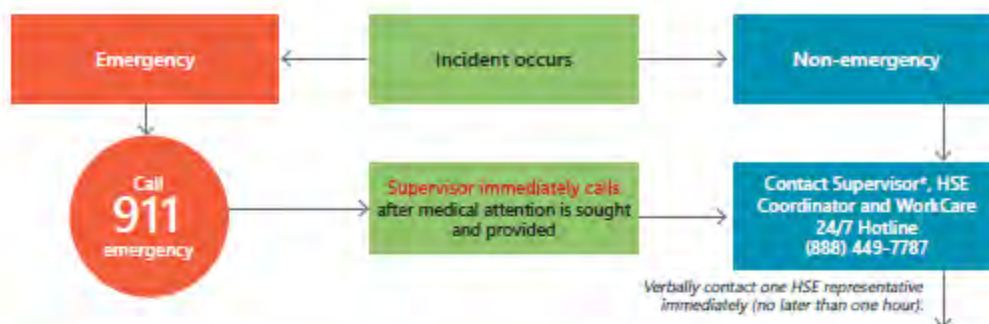 Emergency
Incident occurs
Non-emergency
Call
911
emergency
Supervisor immediately calls
after medical attention is sought
and provided
Contact Supervisor*, HSE
Coordinator and WorkCare
24/7 Hotline
(888) 449-7787
Verbally contact one HSE representative
immediately (no later than one hour).